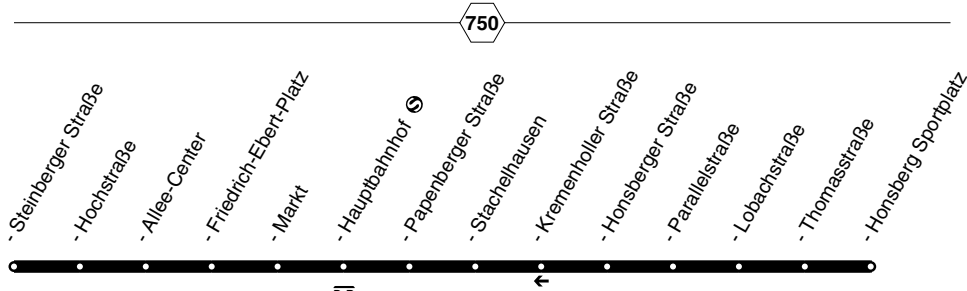 750
- Steinberger Straße
- Hochstraße
- Allee-Center
- Friedrich-Ebert-Platz
- Markt
- Hauptbahnhof Ⓢ
- Papenberger Straße
- Stachelhausen
- Kremenholler Straße
- Honsberger Straße
- Parallelstraße
- Lobachstraße
- Thomasstraße
- Honsberg Sportplatz